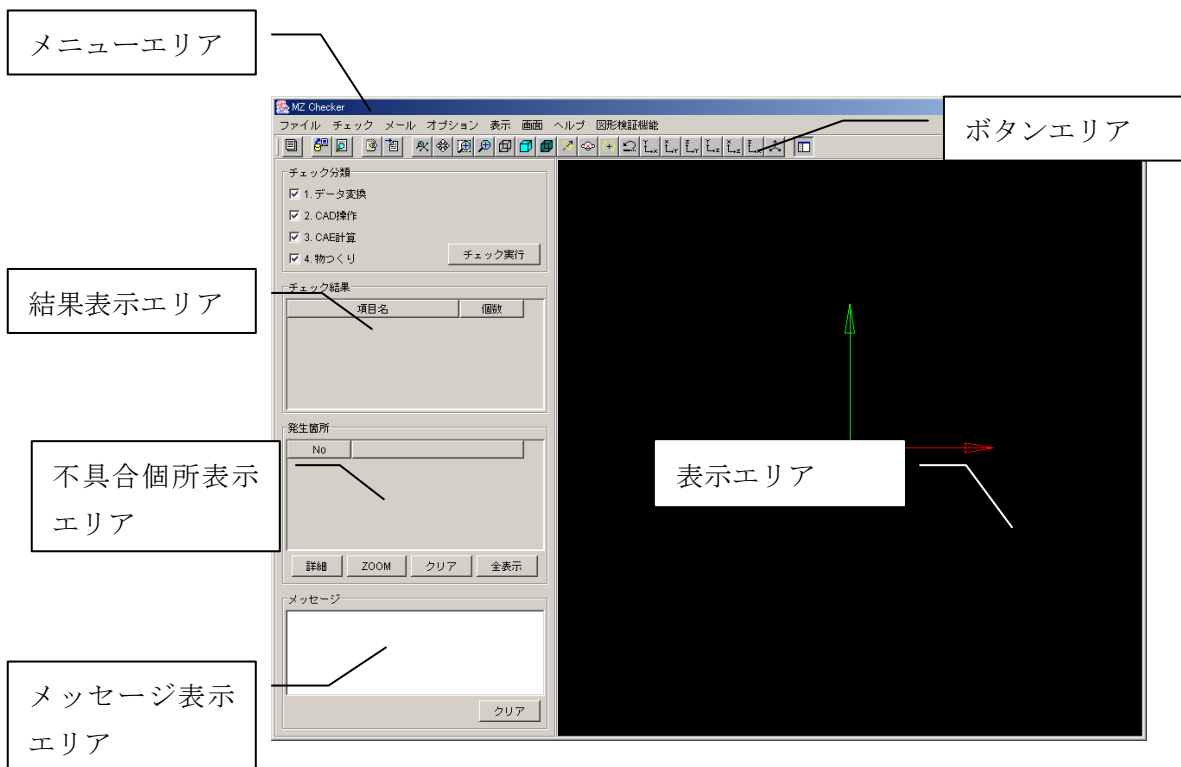 メニューエリア
MZ Checker
ファイル チェック メール オプション 表示 画面 ヘルプ 図形検証機能
ボタンエリア
チェック分類
1. データ変換
2. CAD操作
3. CAE計算
4. 物つくり
チェック実行
結果表示エリア
チェック結果
項目名 個数
発生箇所
No
不具合個所表示
エリア
表示エリア
詳細 ZOOM クリア 全表示
メッセージ
メッセージ表示
エリア
クリア